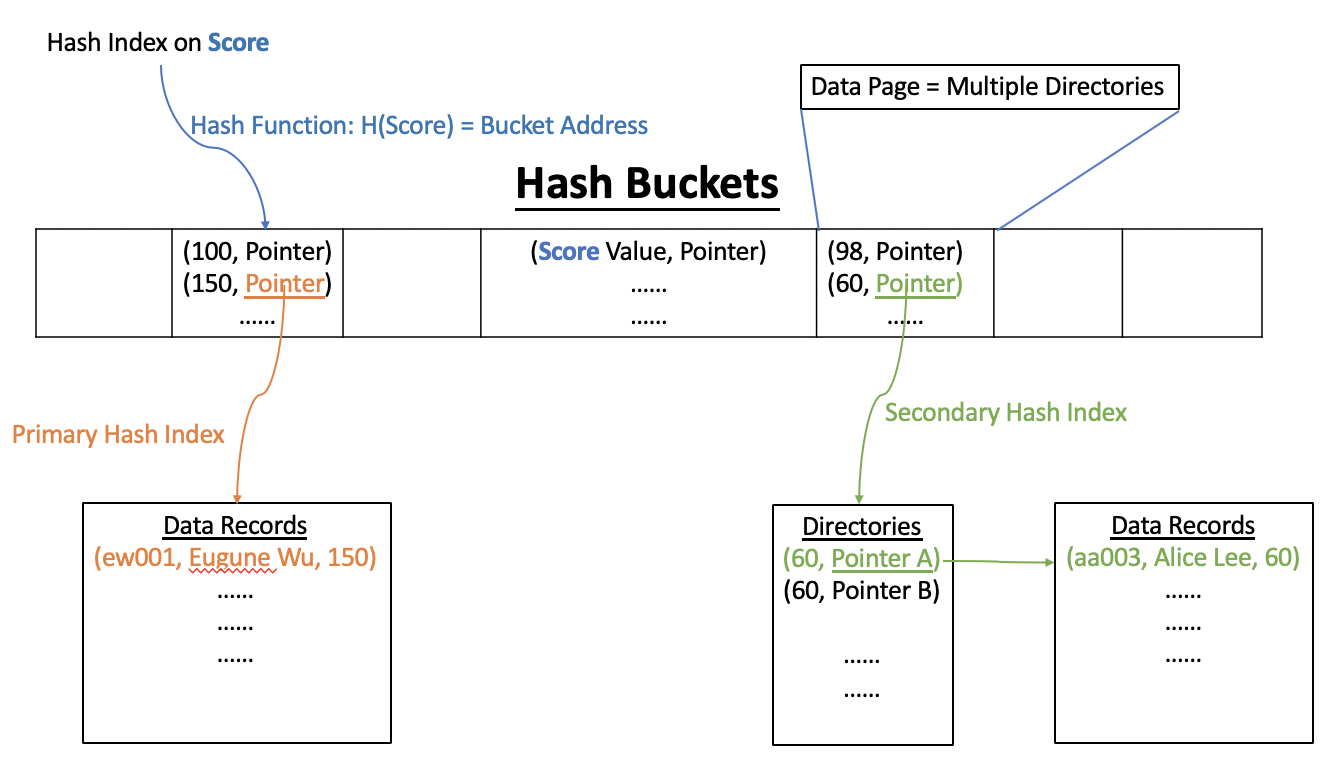 Hash Index on Score
Data Page = Multiple Directories
Hash Function: H(Score) = Bucket Address
Hash Buckets
(100, Pointer)
(150, Pointer)
......
(Score Value, Pointer)
......
......
(98, Pointer)
(60, Pointer)
......
Primary Hash Index
Secondary Hash Index
Data Records
(ew001, Eugune Wu, 150)
......
......
......
Directories
(60, Pointer A)
(60, Pointer B)
......
......
Data Records
(aa003, Alice Lee, 60)
......
......
......